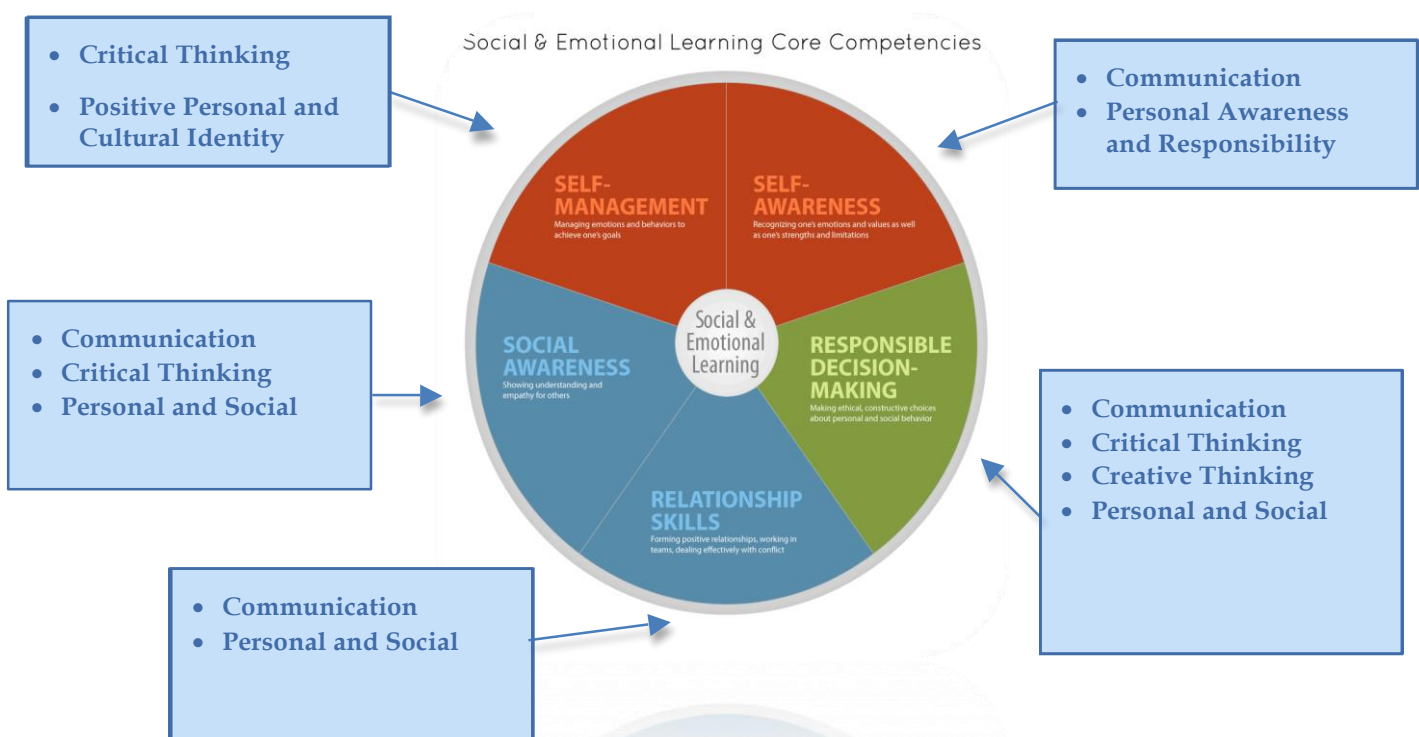 Social & Emotional Learning Core Competencies
• Critical Thinking
• Positive Personal and
Cultural Identity
• Communication
• Personal Awareness
and Responsibility
SELF-
MANAGEMENT
Managing emotions and behaviors to
achieve one's goals
SELF-
AWARENESS
Recognizing one's emotions and values as well
as one's strengths and limitations
• Communication
• Critical Thinking
• Personal and Social
SOCIAL
AWARENESS
Showing understanding and
empathy for others
Social &
Emotional
Learning
RESPONSIBLE
DECISION-
MAKING
Making ethical, constructive choices
about personal and social behavior
• Communication
• Critical Thinking
• Creative Thinking
• Personal and Social
RELATIONSHIP
SKILLS
Forming positive relationships, working in
teams, dealing effectively with conflict
• Communication
• Personal and Social